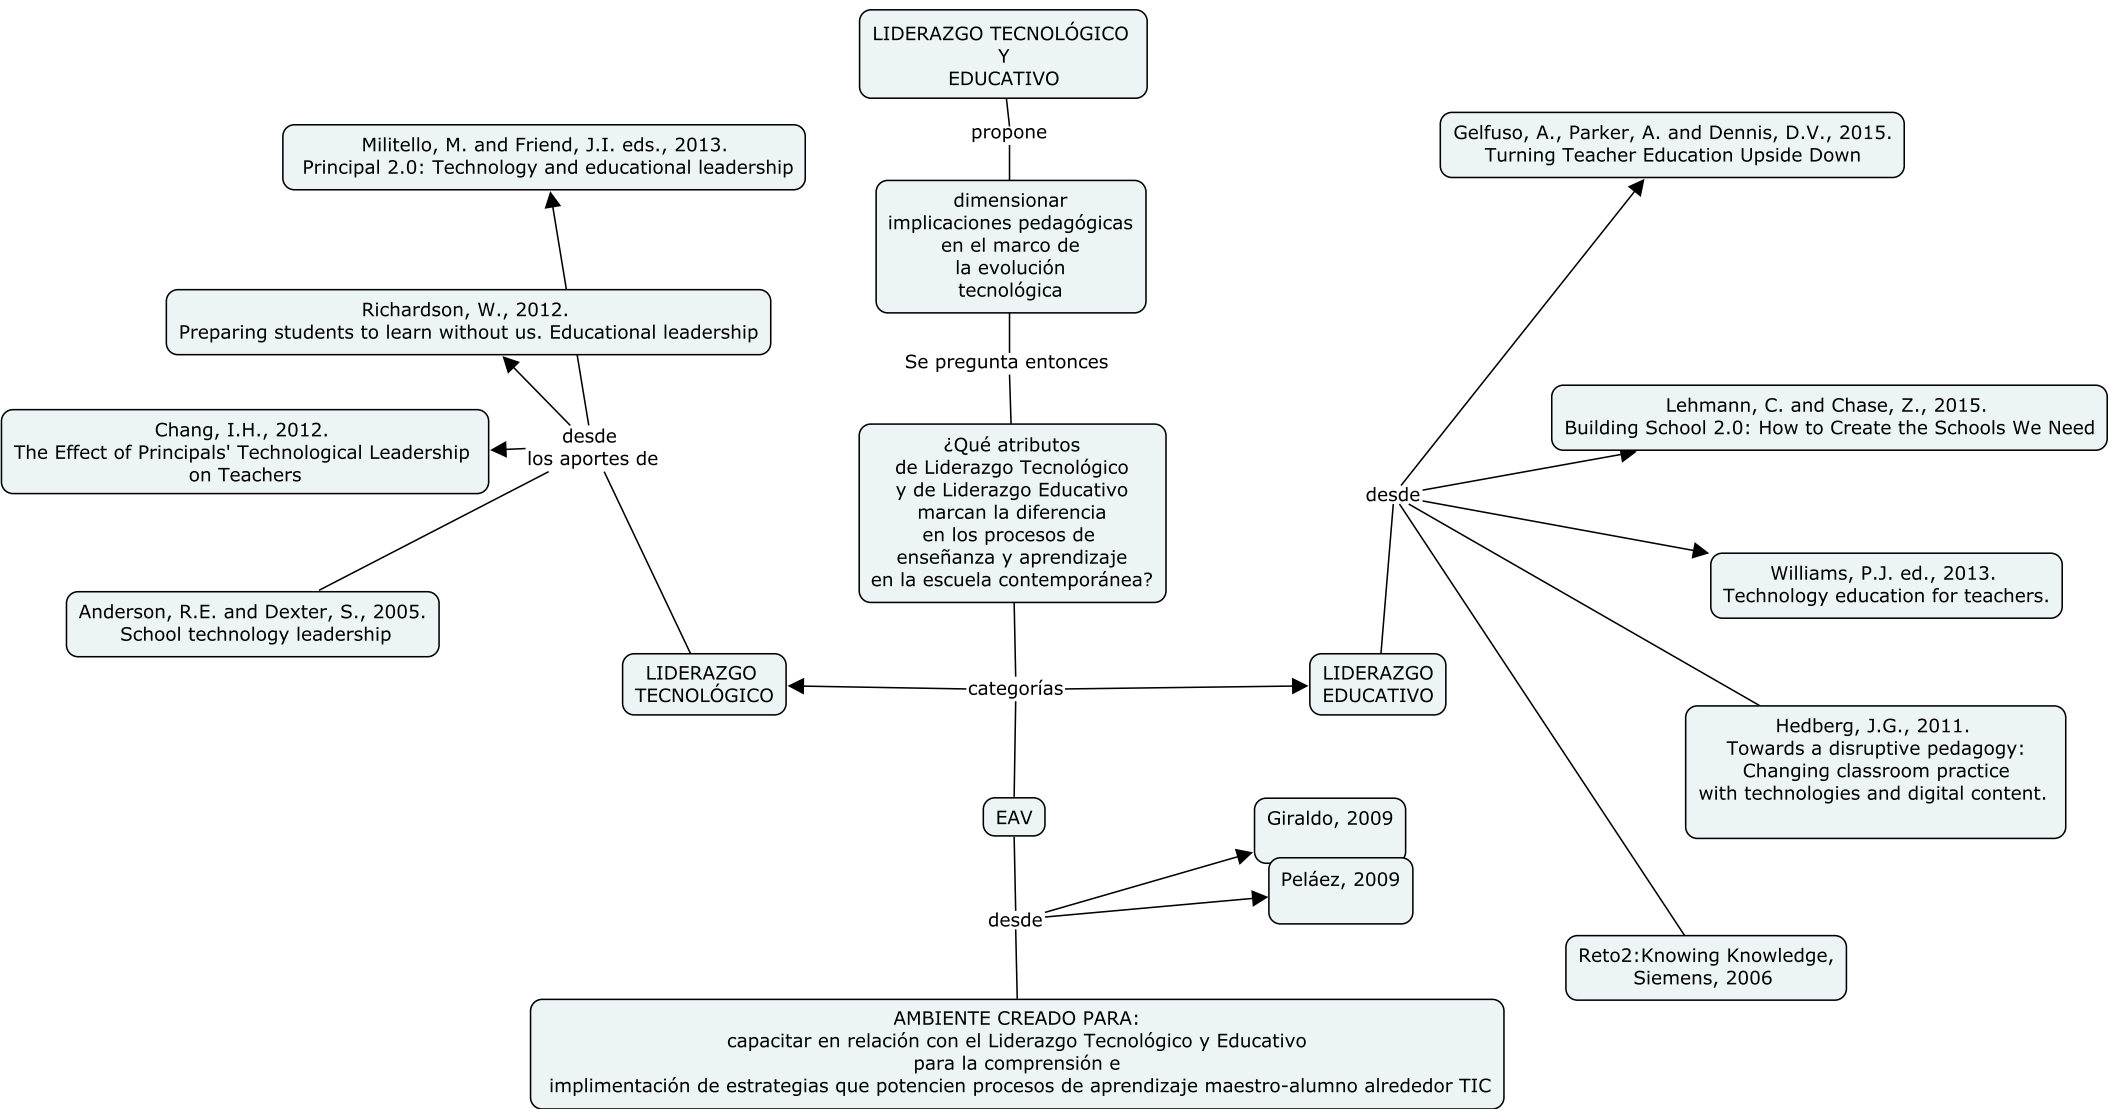 LIDERAZGO TECNOLÓGICO
Y
EDUCATIVO
propone
dimensionar
implicaciones pedagógicas
en el marco de
la evolución
tecnológica
Se pregunta entonces
¿Qué atributos
de Liderazgo Tecnológico
y de Liderazgo Educativo
marcan la diferencia
en los procesos de
enseñanza y aprendizaje
en la escuela contemporánea?
categorías
LIDERAZGO
TECNOLÓGICO
desde
los aportes de
Militello, M. and Friend, J.I. eds., 2013.
Principal 2.0: Technology and educational leadership
Richardson, W., 2012.
Preparing students to learn without us. Educational leadership
Chang, I.H., 2012.
The Effect of Principals' Technological Leadership
on Teachers
Anderson, R.E. and Dexter, S., 2005.
School technology leadership
LIDERAZGO
EDUCATIVO
desde
Gelfuso, A., Parker, A. and Dennis, D.V., 2015.
Turning Teacher Education Upside Down
Lehmann, C. and Chase, Z., 2015.
Building School 2.0: How to Create the Schools We Need
Williams, P.J. ed., 2013.
Technology education for teachers.
Hedberg, J.G., 2011.
Towards a disruptive pedagogy:
Changing classroom practice
with technologies and digital content.
Reto2:Knowing Knowledge,
Siemens, 2006
EAV
desde
Giraldo, 2009
Peláez, 2009
AMBIENTE CREADO PARA:
capacitar en relación con el Liderazgo Tecnológico y Educativo
para la comprensión e
implimentación de estrategias que potencien procesos de aprendizaje maestro-alumno alrededor TIC